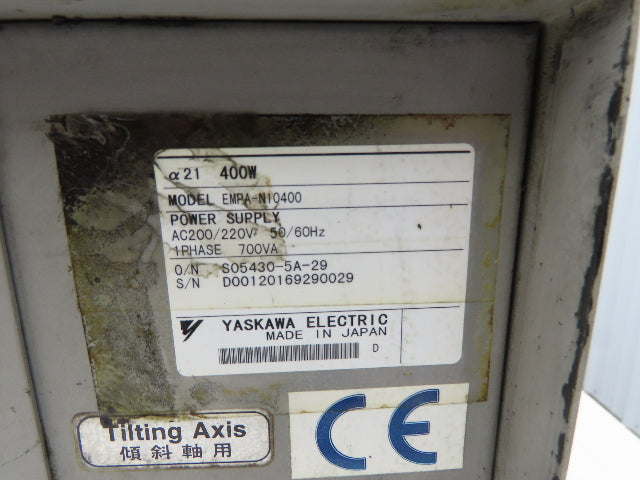 α21 400W
MODEL EMPA-N10400
POWER SUPPLY
AC200/220V 50/60Hz
1PHASE 700VA
O/N S05430-5A-29
S/N D00120169290029
YASKAWA ELECTRIC
MADE IN JAPAN
D
Tilting Axis
傾斜軸用
CE